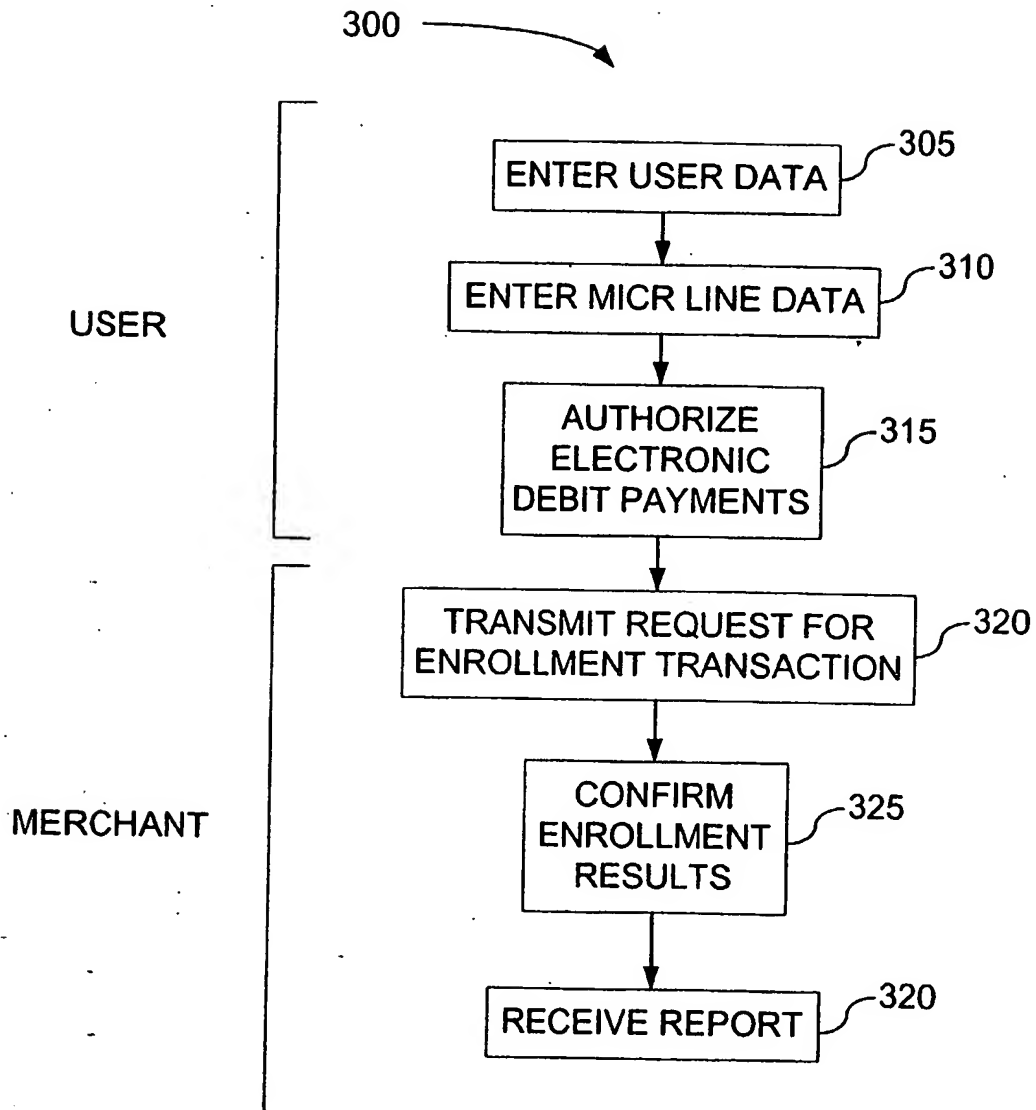 300
ENTER USER DATA
305
ENTER MICR LINE DATA
310
USER
AUTHORIZE
ELECTRONIC
DEBIT PAYMENTS
315
TRANSMIT REQUEST FOR
ENROLLMENT TRANSACTION
320
MERCHANT
CONFIRM
ENROLLMENT
RESULTS
325
RECEIVE REPORT
320